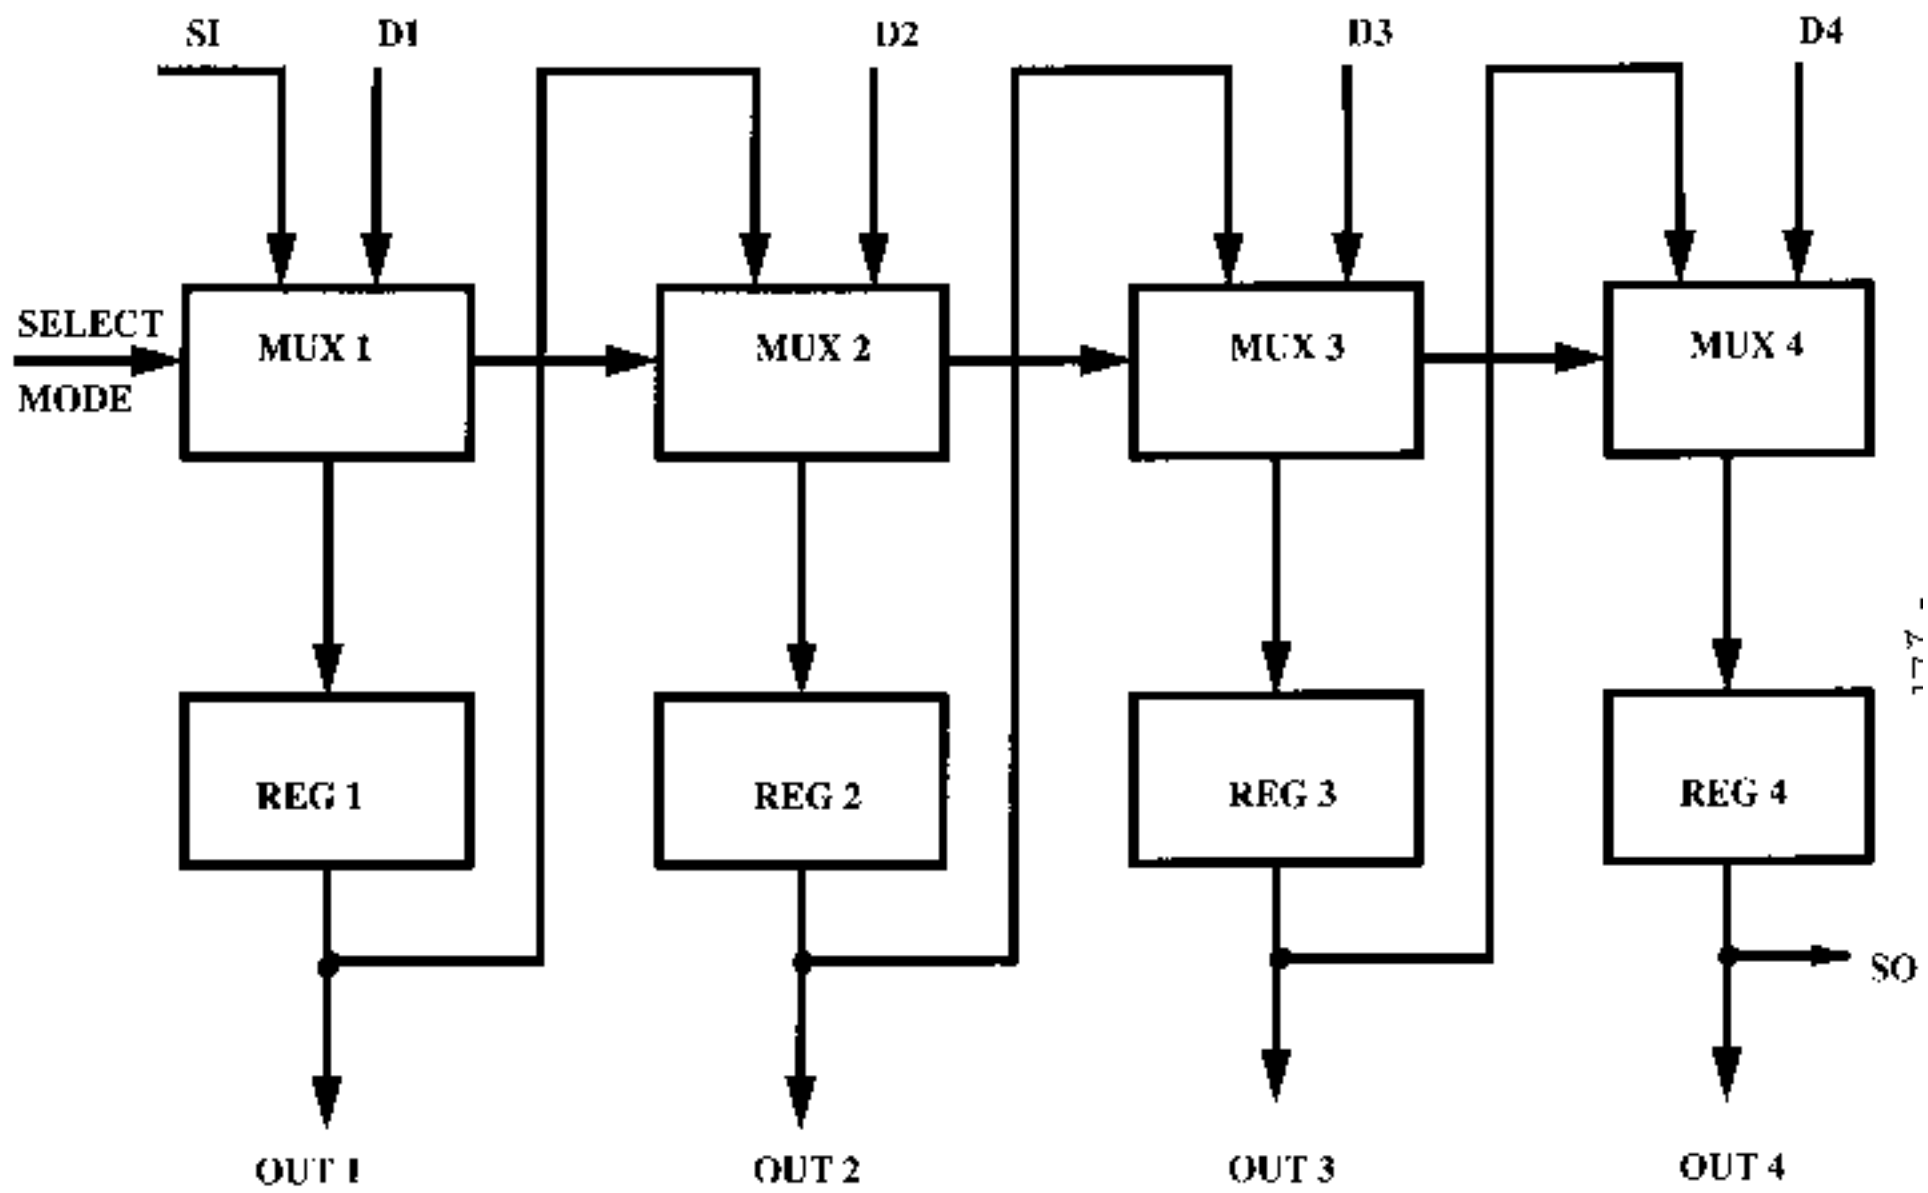 SI D1 D2 D3 D4
SELECT
MODE
MUX 1 MUX 2 MUX 3 MUX 4
REG 1 REG 2 REG 3 REG 4
SO
OUT 1 OUT 2 OUT 3 OUT 4